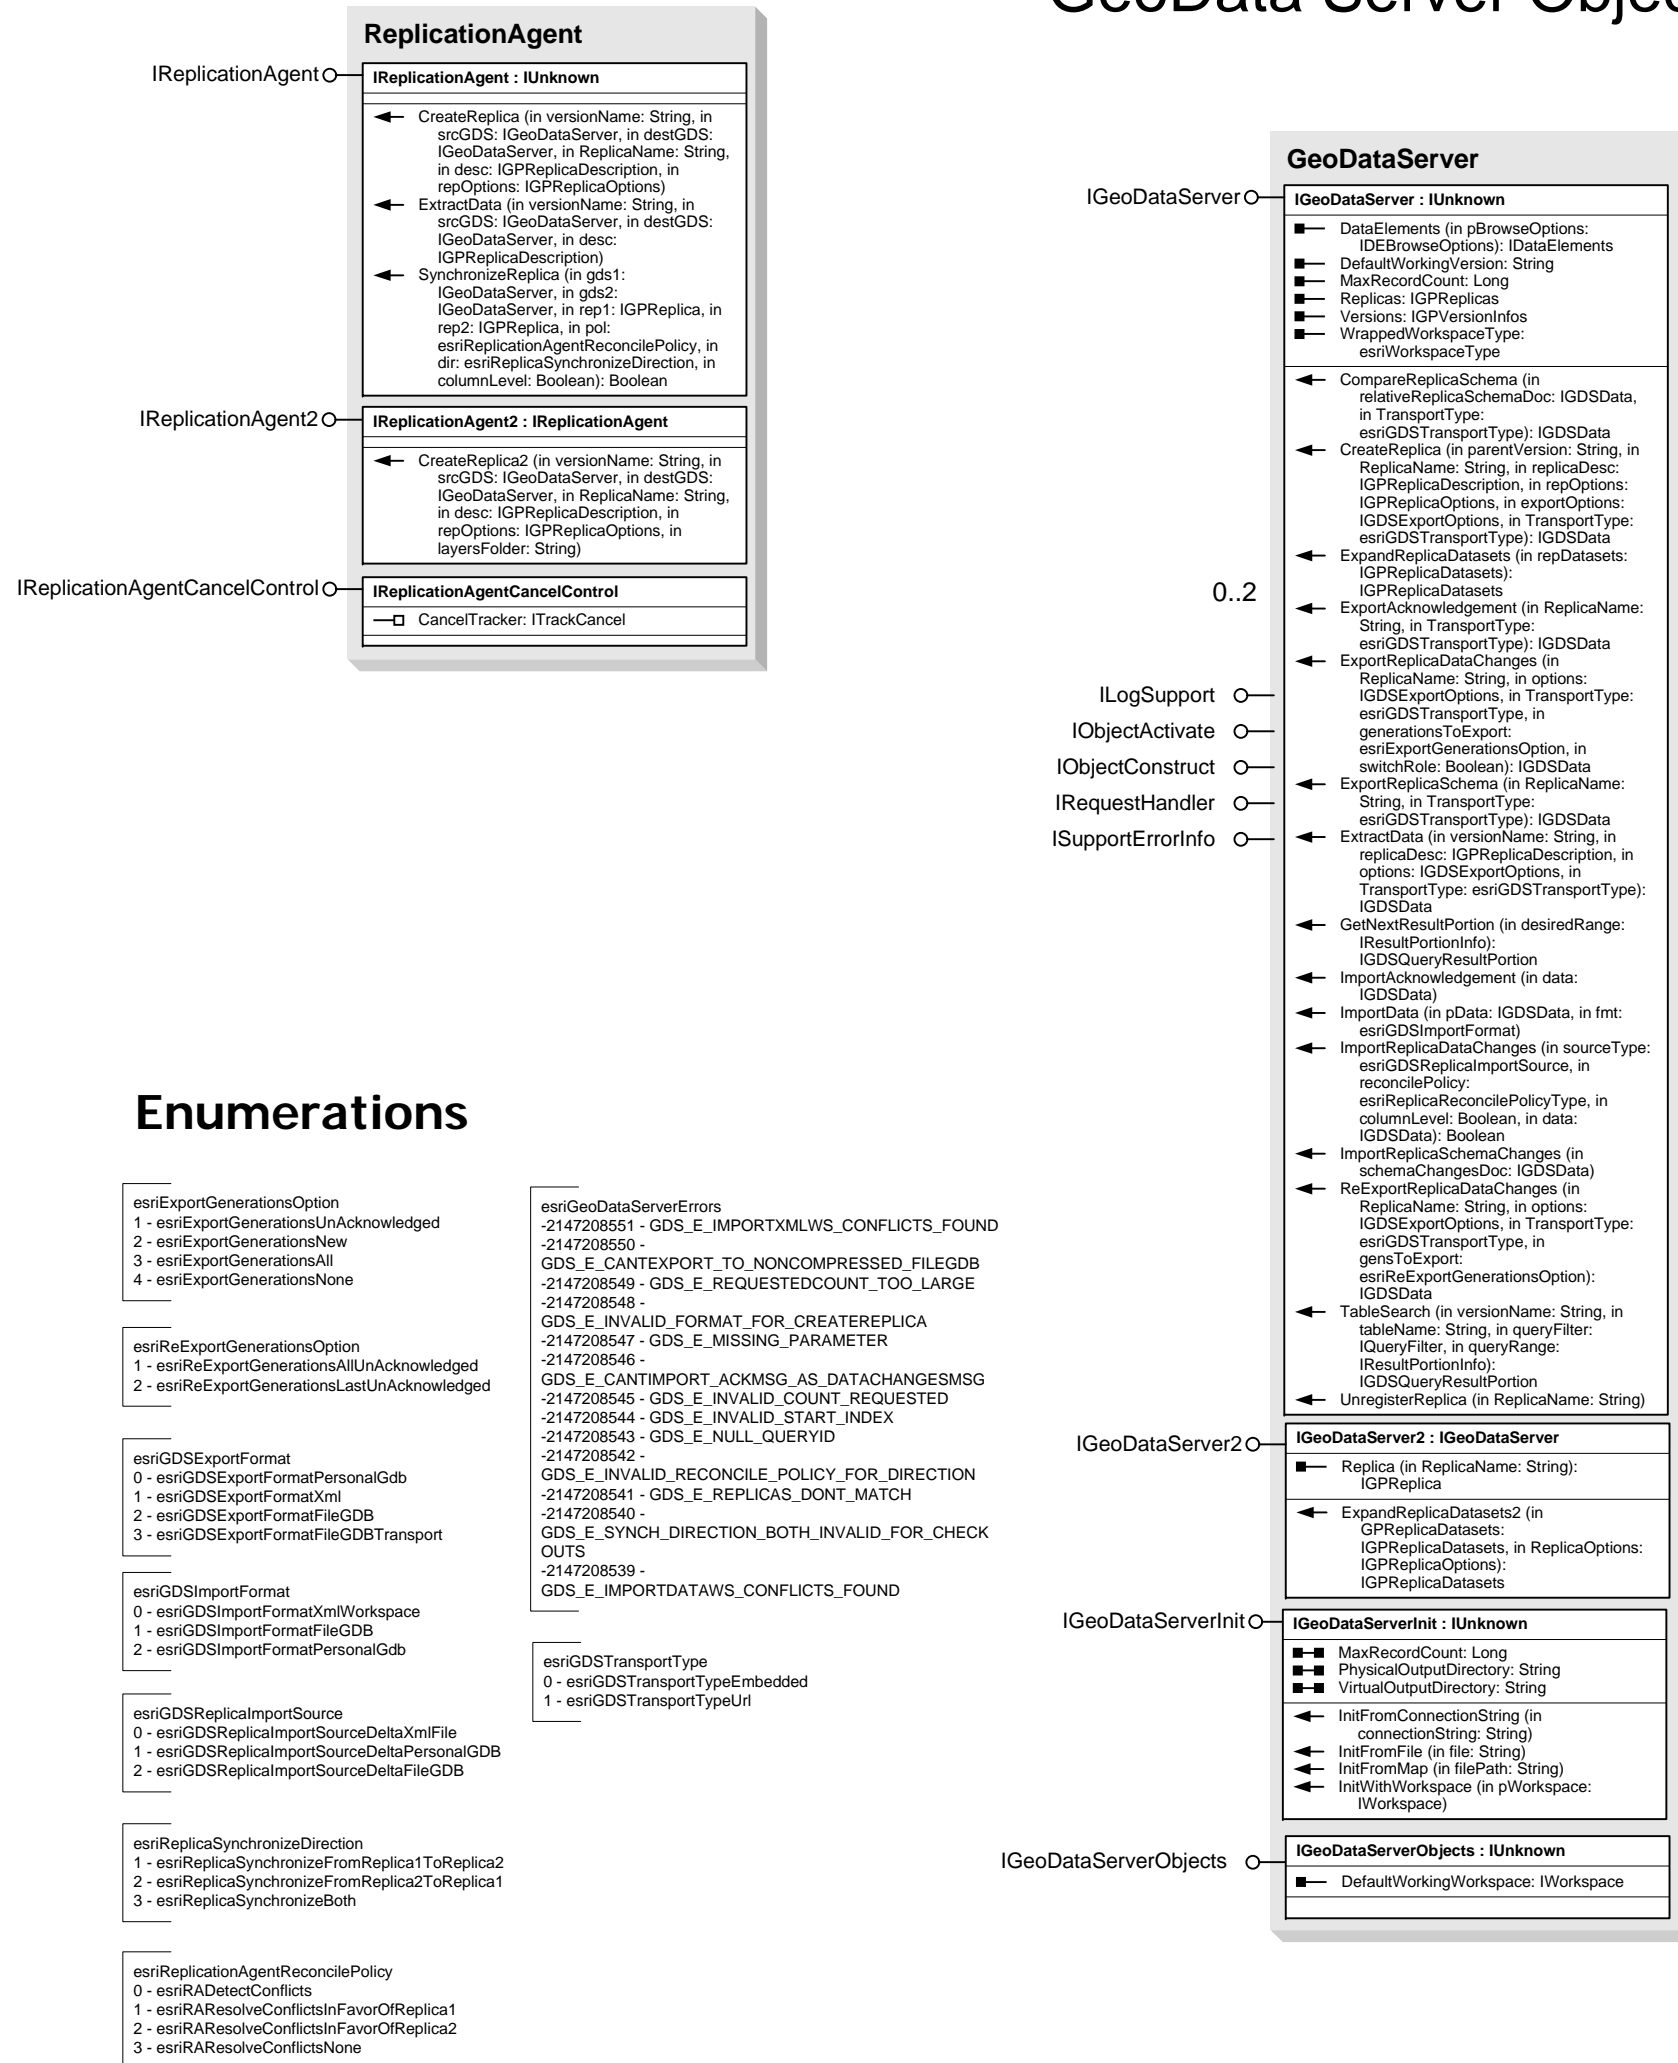 GeoData Server Objec
ReplicationAgent
IReplicationAgent
IReplicationAgent : IUnknown
CreateReplica (in versionName: String, in
srcGDS: IGeoDataServer, in destGDS:
IGeoDataServer, in ReplicaName: String,
in desc: IGPReplicaDescription, in
repOptions: IGPReplicaOptions)
ExtractData (in versionName: String, in
srcGDS: IGeoDataServer, in destGDS:
IGeoDataServer, in desc:
IGPReplicaDescription)
SynchronizeReplica (in gds1:
IGeoDataServer, in gds2:
IGeoDataServer, in rep1: IGPReplica, in
rep2: IGPReplica, in pol:
esriReplicationAgentReconcilePolicy, in
dir: esriReplicaSynchronizeDirection, in
columnLevel: Boolean): Boolean
IReplicationAgent2
IReplicationAgent2 : IReplicationAgent
CreateReplica2 (in versionName: String, in
srcGDS: IGeoDataServer, in destGDS:
IGeoDataServer, in ReplicaName: String,
in desc: IGPReplicaDescription, in
repOptions: IGPReplicaOptions, in
layersFolder: String)
IReplicationAgentCancelControl
IReplicationAgentCancelControl
CancelTracker: ITrackCancel
GeoDataServer
IGeoDataServer
IGeoDataServer : IUnknown
DataElements (in pBrowseOptions:
IDEBrowseOptions): IDataElements
DefaultWorkingVersion: String
MaxRecordCount: Long
Replicas: IGPReplicas
Versions: IGPVersionInfos
WrappedWorkspaceType:
esriWorkspaceType
CompareReplicaSchema (in
relativeReplicaSchemaDoc: IGDSData,
in TransportType:
esriGDSTransportType): IGDSData
CreateReplica (in parentVersion: String, in
ReplicaName: String, in replicaDesc:
IGPReplicaDescription, in repOptions:
IGPReplicaOptions, in exportOptions:
IGDSExportOptions, in TransportType:
esriGDSTransportType): IGDSData
ExpandReplicaDatasets (in repDatasets:
IGPReplicaDatasets):
IGPReplicaDatasets
0..2
ExportAcknowledgement (in ReplicaName:
String, in TransportType:
esriGDSTransportType): IGDSData
ExportReplicaDataChanges (in
ReplicaName: String, in options:
IGDSExportOptions, in TransportType:
esriGDSTransportType, in
generationsToExport:
esriExportGenerationsOption, in
switchRole: Boolean): IGDSData
ILogSupport
IObjectActivate
IObjectConstruct
IRequestHandler
ISupportErrorInfo
ExportReplicaSchema (in ReplicaName:
String, in TransportType:
esriGDSTransportType): IGDSData
ExtractData (in versionName: String, in
replicaDesc: IGPReplicaDescription, in
options: IGDSExportOptions, in
TransportType: esriGDSTransportType):
IGDSData
GetNextResultPortion (in desiredRange:
IResultPortionInfo):
IGDSQueryResultPortion
ImportAcknowledgement (in data:
IGDSData)
ImportData (in pData: IGDSData, in fmt:
esriGDSImportFormat)
ImportReplicaDataChanges (in sourceType:
esriGDSReplicaImportSource, in
reconcilePolicy:
esriReplicaReconcilePolicyType, in
columnLevel: Boolean, in data:
IGDSData): Boolean
ImportReplicaSchemaChanges (in
schemaChangesDoc: IGDSData)
ReExportReplicaDataChanges (in
ReplicaName: String, in options:
IGDSExportOptions, in TransportType:
esriGDSTransportType, in
gensToExport:
esriReExportGenerationsOption):
IGDSData
TableSearch (in versionName: String, in
tableName: String, in queryFilter:
IQueryFilter, in queryRange:
IResultPortionInfo):
IGDSQueryResultPortion
UnregisterReplica (in ReplicaName: String)
IGeoDataServer2
IGeoDataServer2 : IGeoDataServer
Replica (in ReplicaName: String):
IGPReplica
ExpandReplicaDatasets2 (in
GPReplicaDatasets:
IGPReplicaDatasets, in ReplicaOptions:
IGPReplicaOptions):
IGPReplicaDatasets
IGeoDataServerInit
IGeoDataServerInit : IUnknown
MaxRecordCount: Long
PhysicalOutputDirectory: String
VirtualOutputDirectory: String
InitFromConnectionString (in
connectionString: String)
InitFromFile (in file: String)
InitFromMap (in filePath: String)
InitWithWorkspace (in pWorkspace:
IWorkspace)
IGeoDataServerObjects
IGeoDataServerObjects : IUnknown
DefaultWorkingWorkspace: IWorkspace
Enumerations
esriExportGenerationsOption
1 - esriExportGenerationsUnAcknowledged
2 - esriExportGenerationsNew
3 - esriExportGenerationsAll
4 - esriExportGenerationsNone
esriReExportGenerationsOption
1 - esriReExportGenerationsAllUnAcknowledged
2 - esriReExportGenerationsLastUnAcknowledged
esriGDSExportFormat
0 - esriGDSExportFormatPersonalGdb
1 - esriGDSExportFormatXml
2 - esriGDSExportFormatFileGDB
3 - esriGDSExportFormatFileGDBTransport
esriGDSImportFormat
0 - esriGDSImportFormatXmlWorkspace
1 - esriGDSImportFormatFileGDB
2 - esriGDSImportFormatPersonalGdb
esriGDSReplicaImportSource
0 - esriGDSReplicaImportSourceDeltaXmlFile
1 - esriGDSReplicaImportSourceDeltaPersonalGDB
2 - esriGDSReplicaImportSourceDeltaFileGDB
esriReplicaSynchronizeDirection
1 - esriReplicaSynchronizeFromReplica1ToReplica2
2 - esriReplicaSynchronizeFromReplica2ToReplica1
3 - esriReplicaSynchronizeBoth
esriReplicationAgentReconcilePolicy
0 - esriRADetectConflicts
1 - esriRAResolveConflictsInFavorOfReplica1
2 - esriRAResolveConflictsInFavorOfReplica2
3 - esriRAResolveConflictsNone
esriGeoDataServerErrors
-2147208551 - GDS_E_IMPORTXMLWS_CONFLICTS_FOUND
-2147208550 -
GDS_E_CANTEXPORT_TO_NONCOMPRESSED_FILEGDB
-2147208549 - GDS_E_REQUESTEDCOUNT_TOO_LARGE
-2147208548 -
GDS_E_INVALID_FORMAT_FOR_CREATEREPLICA
-2147208547 - GDS_E_MISSING_PARAMETER
-2147208546 -
GDS_E_CANTIMPORT_ACKMSG_AS_DATACHANGESMSG
-2147208545 - GDS_E_INVALID_COUNT_REQUESTED
-2147208544 - GDS_E_INVALID_START_INDEX
-2147208543 - GDS_E_NULL_QUERYID
-2147208542 -
GDS_E_INVALID_RECONCILE_POLICY_FOR_DIRECTION
-2147208541 - GDS_E_REPLICAS_DONT_MATCH
-2147208540 -
GDS_E_SYNCH_DIRECTION_BOTH_INVALID_FOR_CHECK
OUTS
-2147208539 -
GDS_E_IMPORTDATAWS_CONFLICTS_FOUND
esriGDSTransportType
0 - esriGDSTransportTypeEmbedded
1 - esriGDSTransportTypeUrl